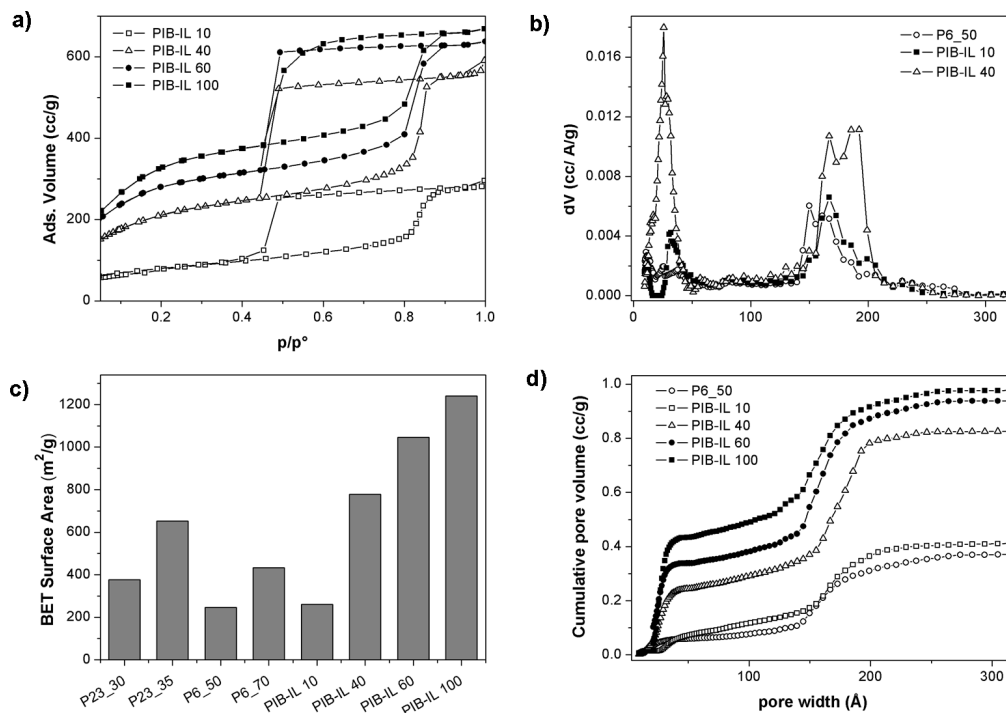 a)
PIB-IL 10
PIB-IL 40
PIB-IL 60
PIB-IL 100
Ads. Volume (cc/g)
600
400
200
0
0.2 0.4 0.6 0.8 1.0
p/p°
b)
P6_50
PIB-IL 10
PIB-IL 40
dV (cc/ A/g)
0.016
0.012
0.008
0.004
0.000
0 100 200 300
c)
BET Surface Area (m²/g)
1200
1000
800
600
400
200
0
P23_30 P23_35 P6_50 P6_70 PIB-IL 10 PIB-IL 40 PIB-IL 60 PIB-IL 100
d)
P6_50
PIB-IL 10
PIB-IL 40
PIB-IL 60
PIB-IL 100
Cumulative pore volume (cc/g)
1.0
0.8
0.6
0.4
0.2
0.0
0 100 200 300
pore width (Å)